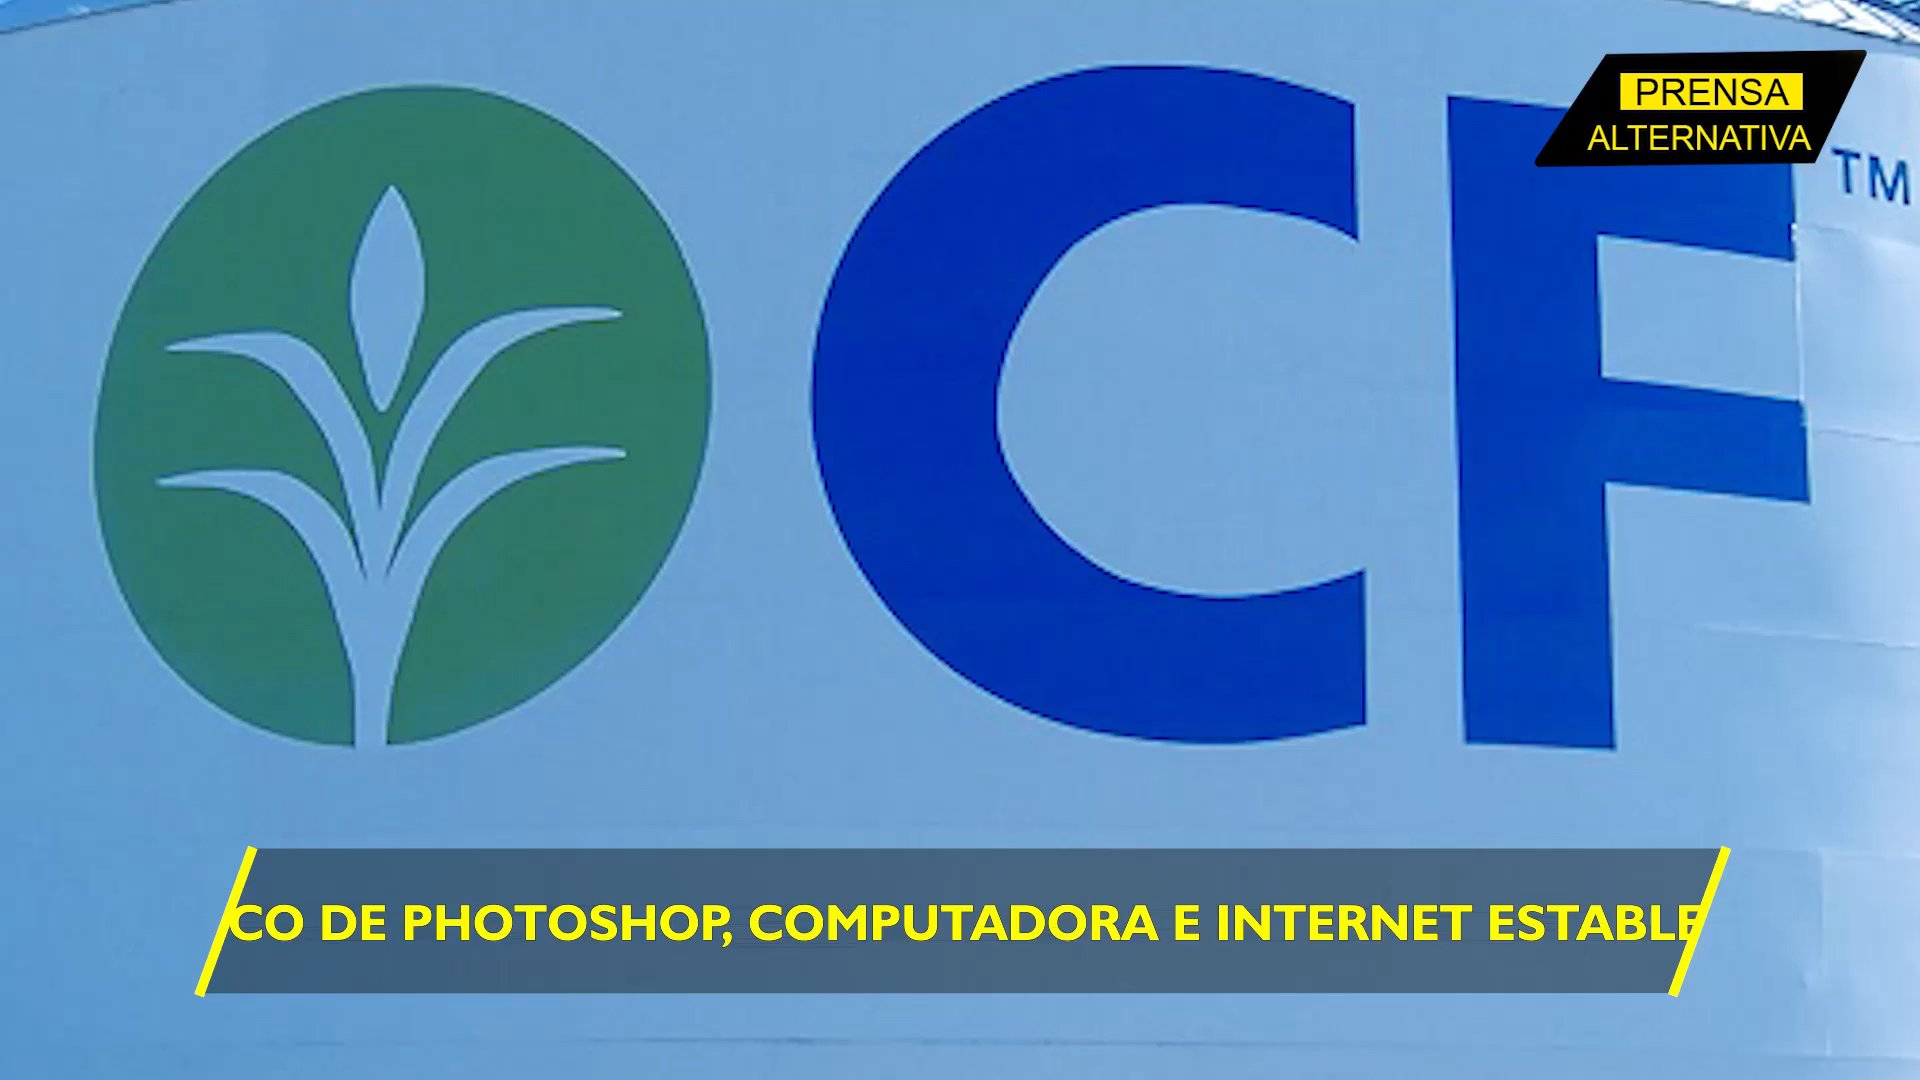 CF
TM
PRENSA
ALTERNATIVA
CO DE PHOTOSHOP, COMPUTADORA E INTERNET ESTABLE